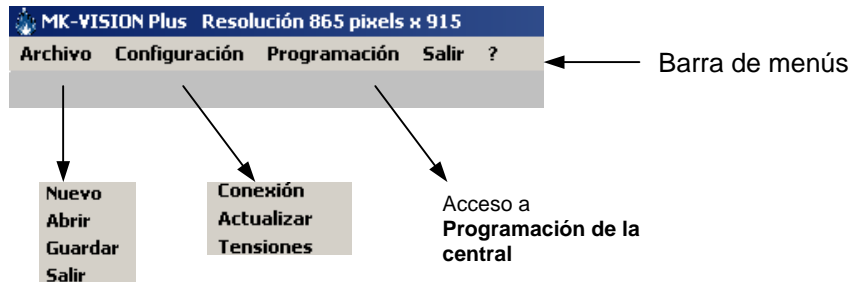 MK-VISION Plus Resolución 865 pixels x 915
Archivo Configuración Programación Salir ?
Barra de menús
Nuevo
Abrir
Guardar
Salir
Conexión
Actualizar
Tensiones
Acceso a
Programación de la
central